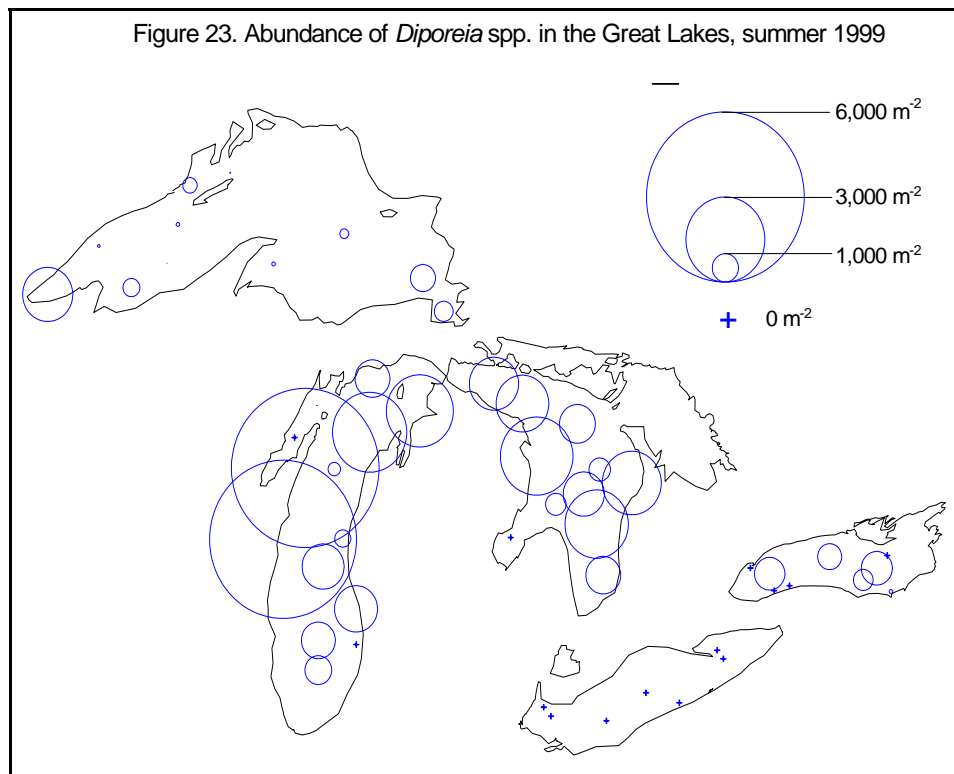 Figure 23. Abundance of Diporeia spp. in the Great Lakes, summer 1999
6,000 m⁻²
3,000 m⁻²
1,000 m⁻²
0 m⁻²